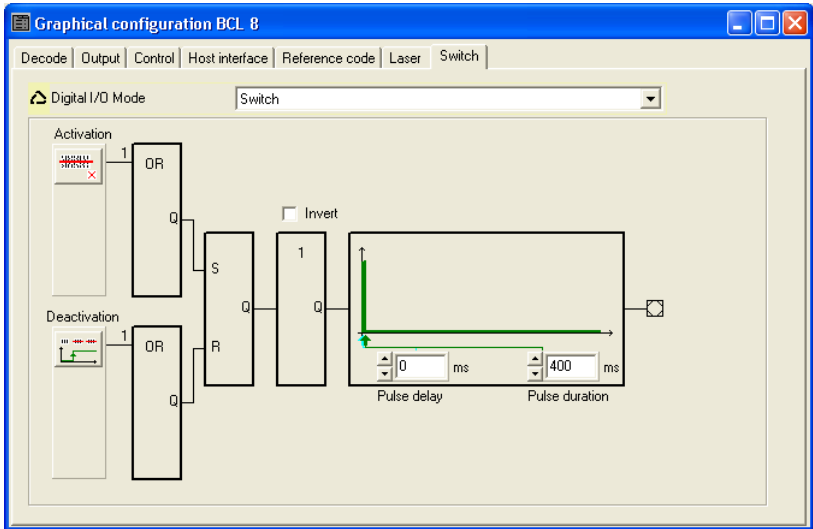 Graphical configuration BCL 8
Decode Output Control Host interface Reference code Laser Switch
Digital I/O Mode Switch
Activation
1
OR
Q
Invert
S
1
Q
Q
Deactivation
1
OR
R
Q
0 ms
400 ms
Pulse delay
Pulse duration